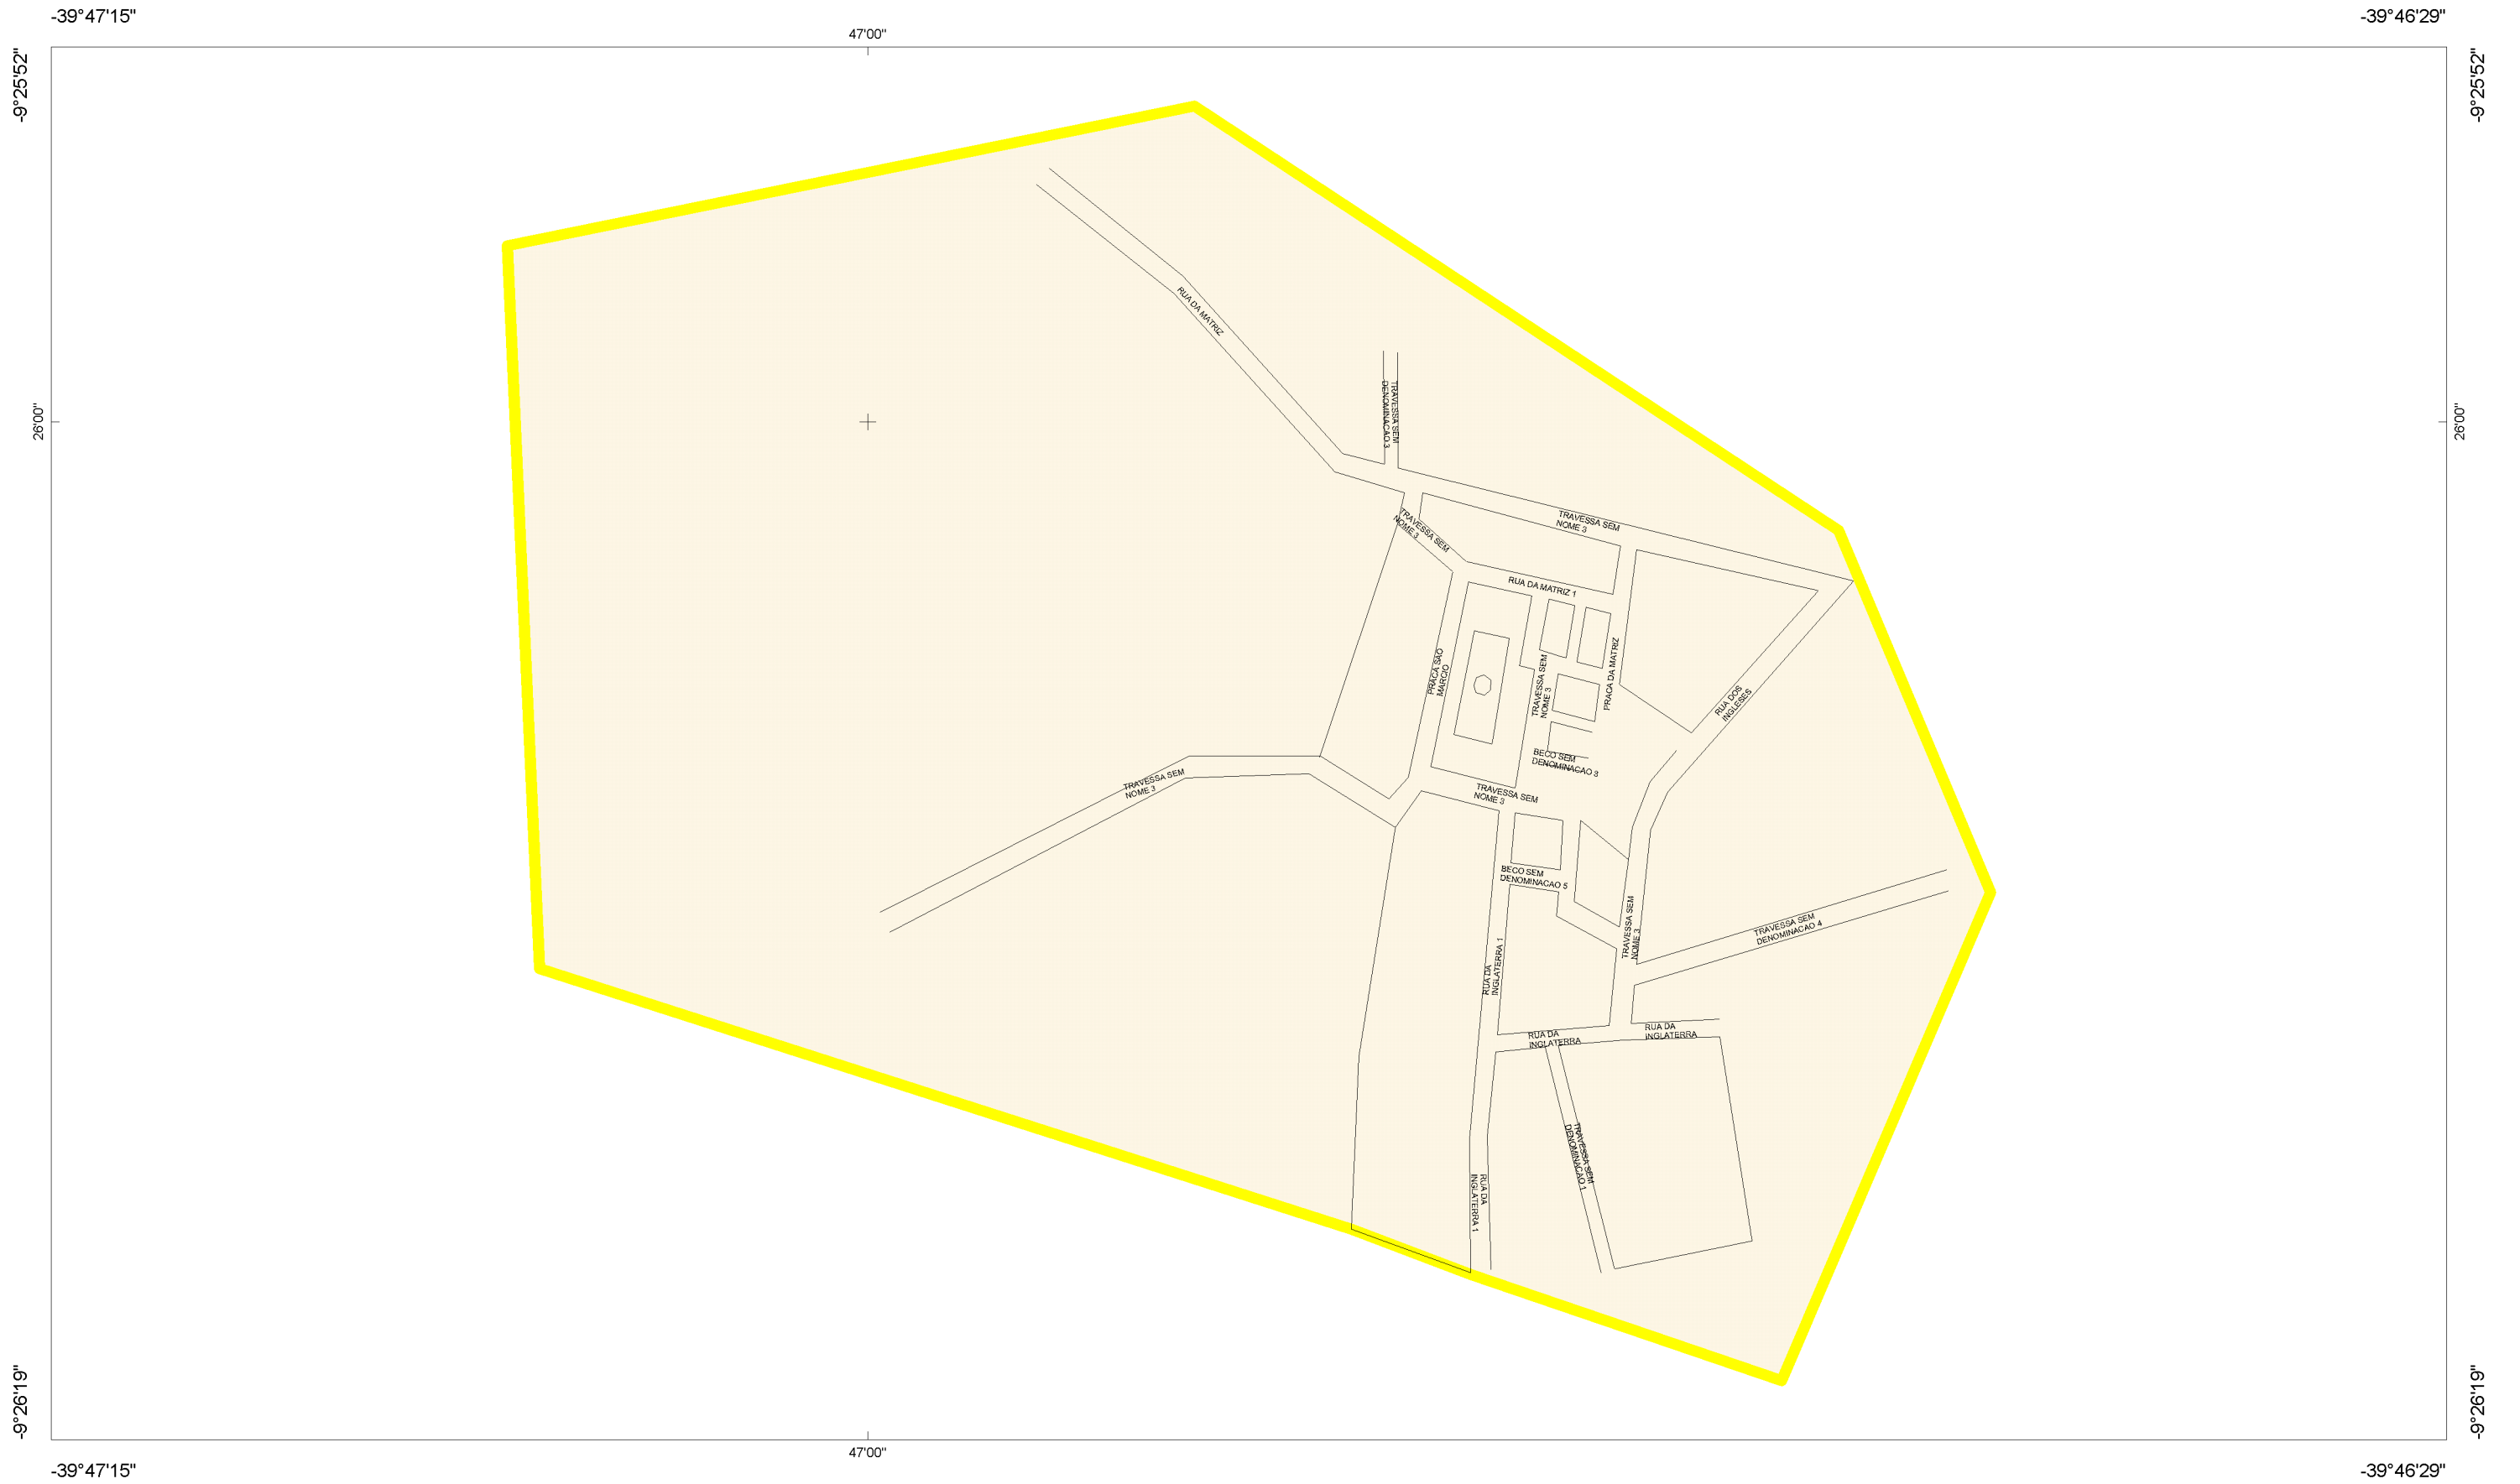 -39°47'15"
-39°46'29"
47'00"
-9°25'52"
-9°25'52"
RUA DA MATRIZ
TRAVESSA SEM
DENOMINACAO 3
26'00"
26'00"
TRAVESSA SEM
NOME 3
TRAVESSA SEM
NOME 3
RUA DA MATRIZ 1
PRACA SAO
MARCIO
TRAVESSA SEM
NOME 3
PRACA DA MATRIZ
RUA DOS
INGLESES
BECO SEM
DENOMINACAO 3
TRAVESSA SEM
NOME 3
TRAVESSA SEM
NOME 3
BECO SEM
DENOMINACAO 5
TRAVESSA SEM
NOME 3
TRAVESSA SEM
DENOMINACAO 4
RUA DA
INGLATERRA 1
RUA DA
INGLATERRA
RUA DA
INGLATERRA
TRAVESSA SEM
DENOMINACAO 1
RUA DA
INGLATERRA 1
-9°26'19"
-9°26'19"
47'00"
-39°47'15"
-39°46'29"